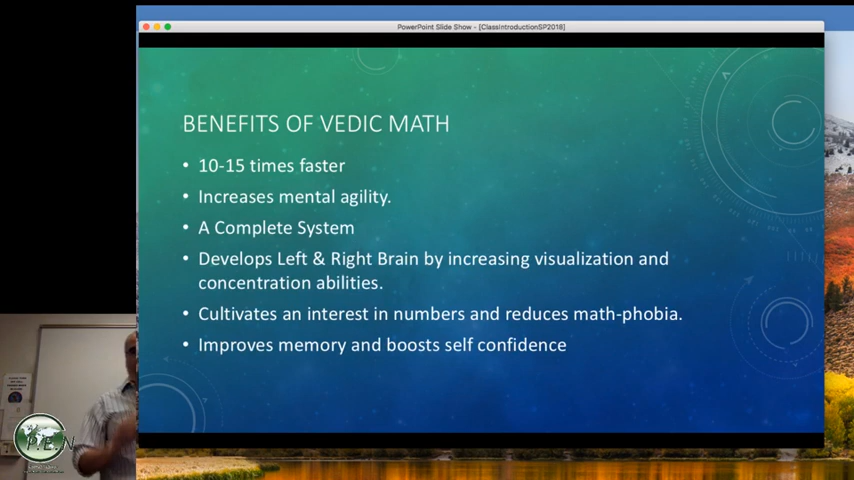 PowerPoint Slide Show - [ClassIntroductionSP2018]
BENEFITS OF VEDIC MATH
• 10-15 times faster
• Increases mental agility.
• A Complete System
• Develops Left & Right Brain by increasing visualization and
concentration abilities.
• Cultivates an interest in numbers and reduces math-phobia.
• Improves memory and boosts self confidence
P.E.N